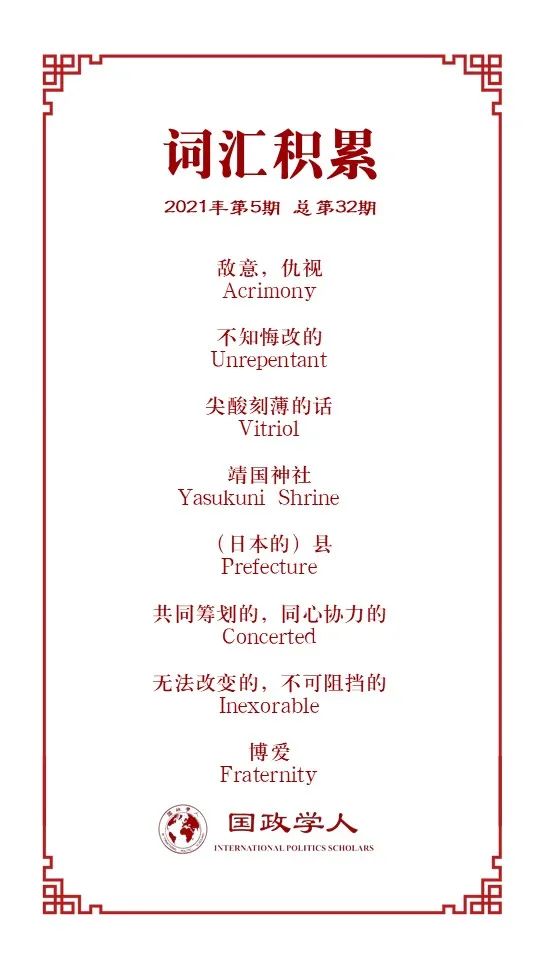 词汇积累
2021年第5期 总第32期
敌意，仇视
Acrimony
不知悔改的
Unrepentant
尖酸刻薄的话
Vitriol
靖国神社
Yasukuni Shrine
（日本的）县
Prefecture
共同筹划的，同心协力的
Concerted
无法改变的，不可阻挡的
Inexorable
博爱
Fraternity
国政学人
国政学人
INTERNATIONAL POLITICS SCHOLARS